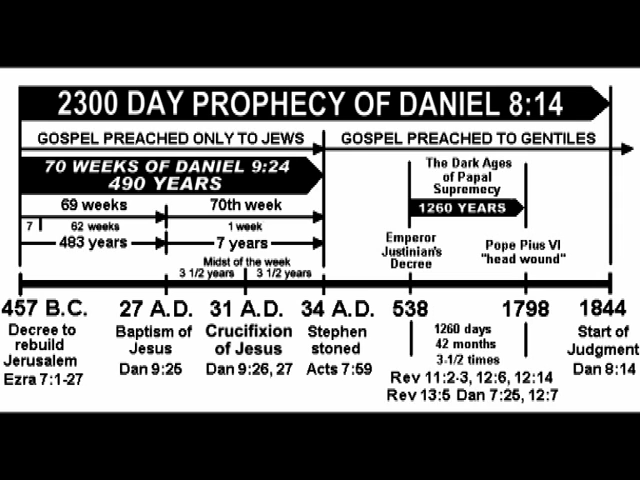 2300 DAY PROPHECY OF DANIEL 8:14
GOSPEL PREACHED ONLY TO JEWS
GOSPEL PREACHED TO GENTILES
70 WEEKS OF DANIEL 9:24
490 YEARS
The Dark Ages
of Papal
Supremecy
1260 YEARS
69 weeks
70th week
7
62 weeks
1 week
483 years
7 years
Midst of the week
3 1/2 years
3 1/2 years
Emperor
Justinian's
Decree
Pope Pius VI
"head wound"
457 B.C.
27 A.D.
31 A.D.
34 A.D.
538
1798
1844
Decree to
rebuild
Jerusalem
Ezra 7:1-27
Baptism of
Jesus
Dan 9:25
Crucifixion
of Jesus
Dan 9:26, 27
Stephen
stoned
Acts 7:59
1260 days
42 months
3-1/2 times
Rev 11:2-3, 12:6, 12:14
Rev 13:5 Dan 7:25, 12:7
Start of
Judgment
Dan 8:14